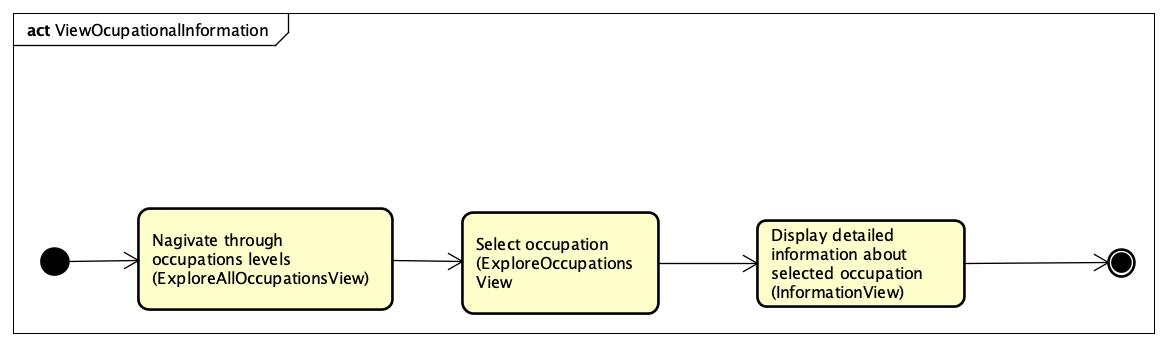 act ViewOcupationalInformation
Nagivate through
occupations levels
(ExploreAllOccupationsView)
Select occupation
(ExploreOccupations
View
Display detailed
information about
selected occupation
(InformationView)